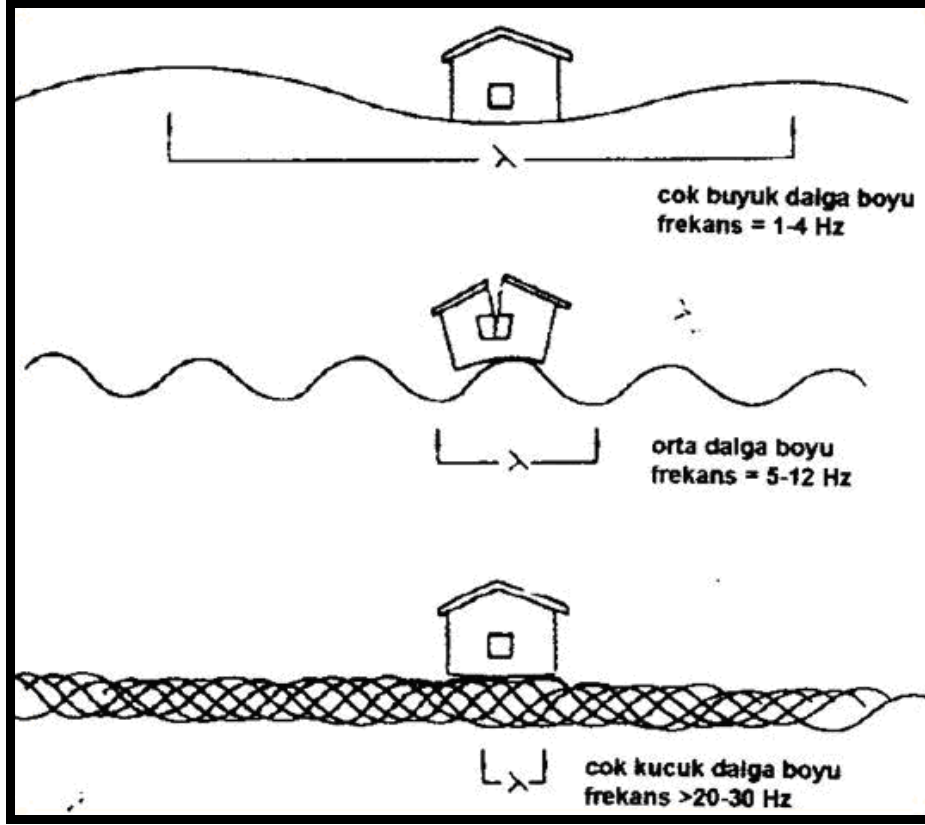 λ
cok buyuk dalga boyu
frekans = 1-4 Hz
λ
λ
orta dalga boyu
frekans = 5-12 Hz
λ
cok kucuk dalga boyu
frekans >20-30 Hz